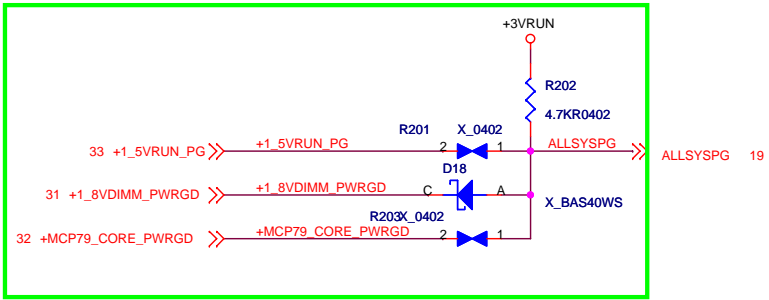 +3VRUN
R202
4.7KR0402
R201 X_0402
33 +1_5VRUN_PG +1_5VRUN_PG 2 1 ALLSYSPG ALLSYSPG 19
D18
31 +1_8VDIMM_PWRGD +1_8VDIMM_PWRGD C A
X_BAS40WS
R203X_0402
32 +MCP79_CORE_PWRGD +MCP79_CORE_PWRGD 2 1